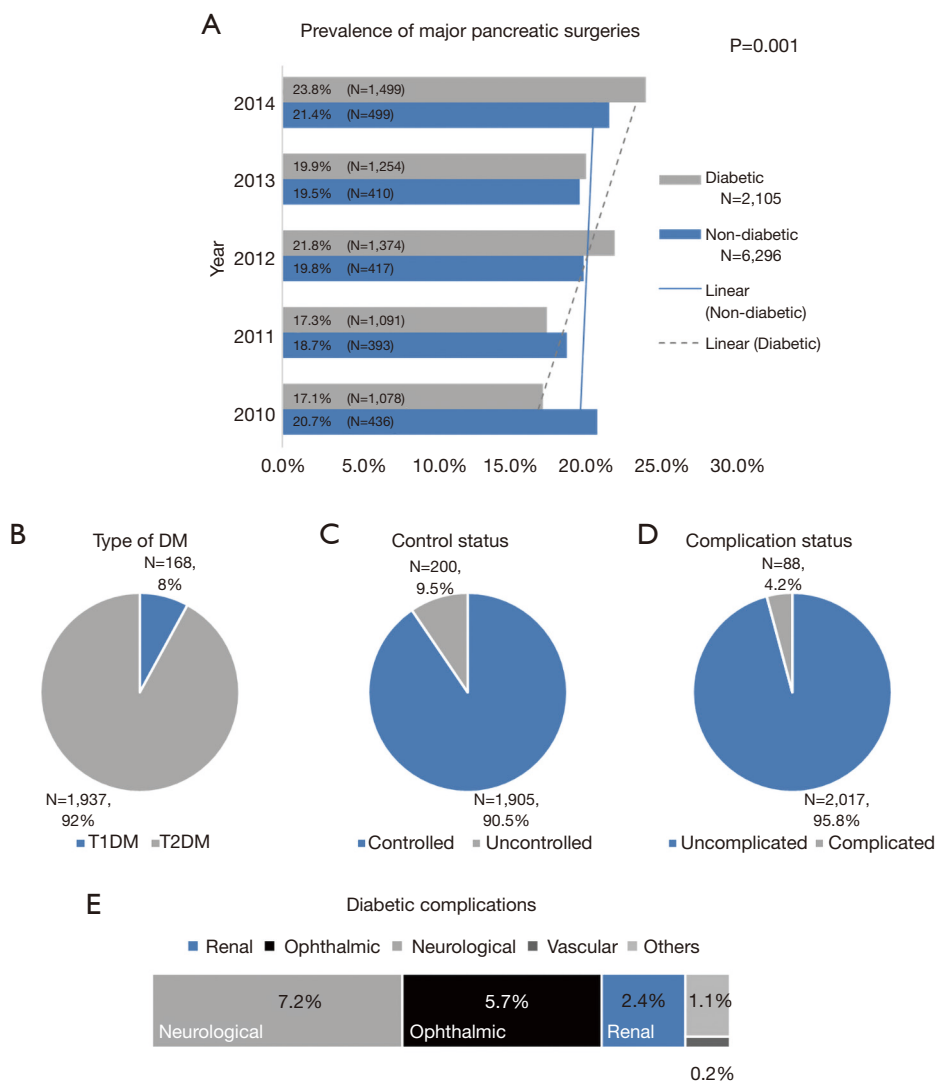 A
Prevalence of major pancreatic surgeries
P=0.001
Year
2014
23.8% (N=1,499)
21.4% (N=499)
2013
19.9% (N=1,254)
19.5% (N=410)
2012
21.8% (N=1,374)
19.8% (N=417)
2011
17.3% (N=1,091)
18.7% (N=393)
2010
17.1% (N=1,078)
20.7% (N=436)
0.0% 5.0% 10.0% 15.0% 20.0% 25.0% 30.0%
Diabetic
N=2,105
Non-diabetic
N=6,296
Linear
(Non-diabetic)
Linear (Diabetic)
B
Type of DM
N=168,
8%
N=1,937,
92%
T1DM T2DM
C
Control status
N=200,
9.5%
N=1,905,
90.5%
Controlled Uncontrolled
D
Complication status
N=88,
4.2%
N=2,017,
95.8%
Uncomplicated Complicated
E
Diabetic complications
Renal Ophthalmic Neurological Vascular Others
7.2% 5.7% 2.4% 1.1%
Neurological Ophthalmic Renal
0.2%